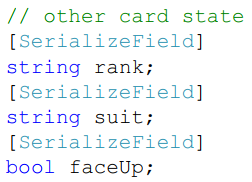 // other card state
[SerializeField]
string rank;
[SerializeField]
string suit;
[SerializeField]
bool faceUp;